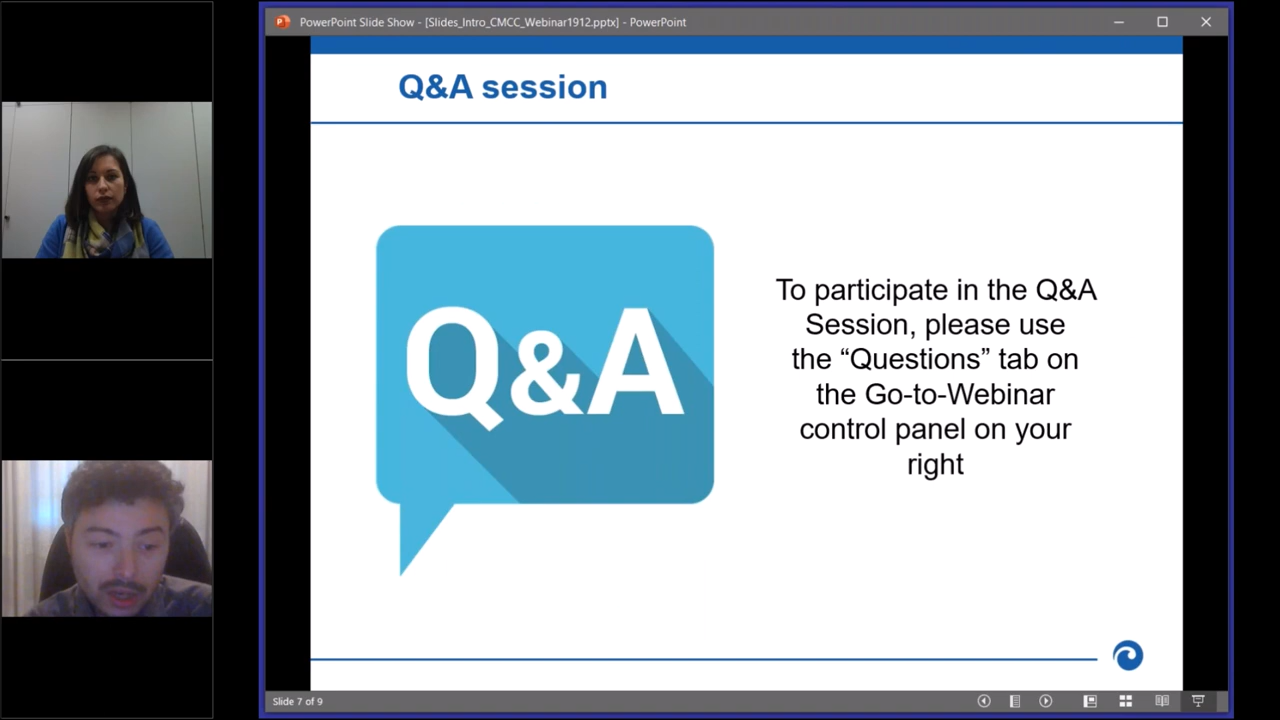 PowerPoint Slide Show - [Slides_Intro_CMCC_Webinar1912.pptx] - PowerPoint
Q&A session
Q&A
To participate in the Q&A
Session, please use
the “Questions” tab on
the Go-to-Webinar
control panel on your
right
Slide 7 of 9